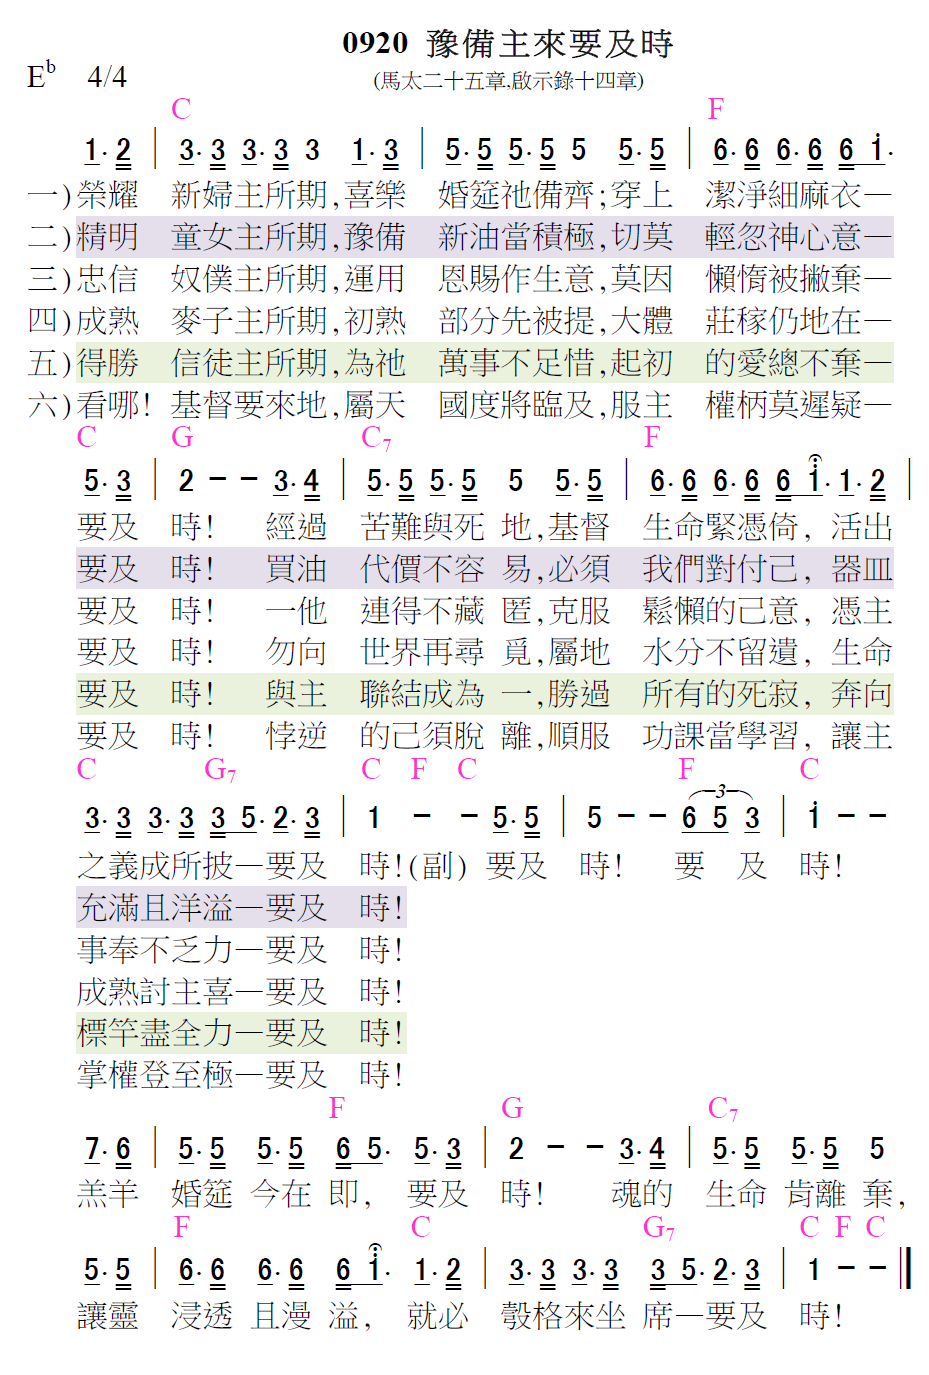 0920 豫備主來要及時
E♭ 4/4 (馬太二十五章,啟示錄十四章)
C F
1· 2 | 3· 3 3· 3 3 1· 3 | 5· 5 5· 5 5 5· 5 | 6· 6 6· 6 6 i·
一)榮耀 新婦主所期,喜樂 婚筵祂備齊;穿上 潔淨細麻衣—
二)精明 童女主所期,豫備 新油當積極,切莫 輕忽神心意—
三)忠信 奴僕主所期,運用 恩賜作生意,莫因 懶惰被撇棄—
四)成熟 麥子主所期,初熟 部分先被提,大體 莊稼仍地在—
五)得勝 信徒主所期,為祂 萬事不足惜,起初 的愛總不棄—
六)看哪! 基督要來地,屬天 國度將臨及,服主 權柄莫遲疑—
C G C7 F
5· 3 | 2 – – 3· 4 | 5· 5 5· 5 5 5· 5 | 6· 6 6· 6 6 i· 1· 2 |
要及 時! 經過 苦難與死 地,基督 生命緊憑倚, 活出
要及 時! 買油 代價不容 易,必須 我們對付己, 器皿
要及 時! 一他 連得不藏 匿,克服 鬆懶的己意, 憑主
要及 時! 勿向 世界再尋 覓,屬地 水分不留遺, 生命
要及 時! 與主 聯結成為 一,勝過 所有的死寂, 奔向
要及 時! 悖逆 的己須脫 離,順服 功課當學習, 讓主
C G7 C F C F C
3· 3 3· 3 3 5· 2· 3 | 1 – – 5· 5 | 5 – – 6 5 3 | i – –
之義成所披—要及 時!(副) 要及 時! 要 及 時!
充滿且洋溢—要及 時!
事奉不乏力—要及 時!
成熟討主喜—要及 時!
標竿盡全力—要及 時!
掌權登至極—要及 時!
F G C7
7· 6 | 5· 5 5· 5 6 5· 5· 3 | 2 – – 3· 4 | 5· 5 5· 5 5
羔羊 婚筵 今在 即, 要及 時! 魂的 生命 肯離 棄,
F C G7 C F C
5· 5 | 6· 6 6· 6 6 i· 1· 2 | 3· 3 3· 3 3 5· 2· 3 | 1 – – ‖
讓靈 浸透 且漫 溢, 就必 彀格來坐 席—要及 時!